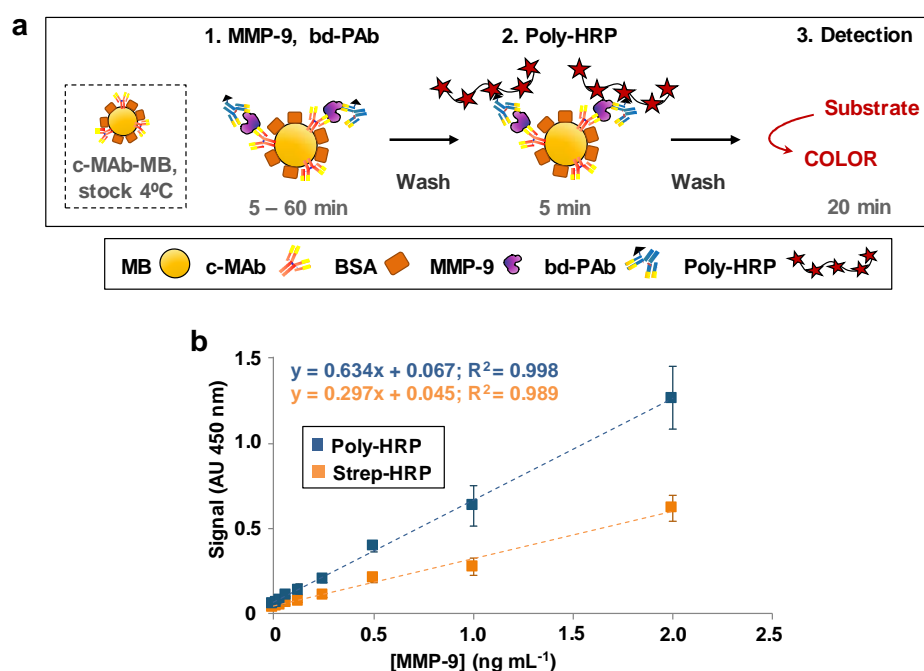 a
1. MMP-9, bd-PAb
2. Poly-HRP
3. Detection
c-MAb-MB,
stock 4ºC
Wash
Wash
Substrate
COLOR
5 – 60 min
5 min
20 min
MB c-MAb BSA MMP-9 bd-PAb Poly-HRP
b
y = 0.634x + 0.067; R² = 0.998
y = 0.297x + 0.045; R² = 0.989
Poly-HRP
Strep-HRP
Signal (AU 450 nm)
1.5
1.0
0.5
0
0 0.5 1.0 1.5 2.0 2.5
[MMP-9] (ng mL⁻¹)